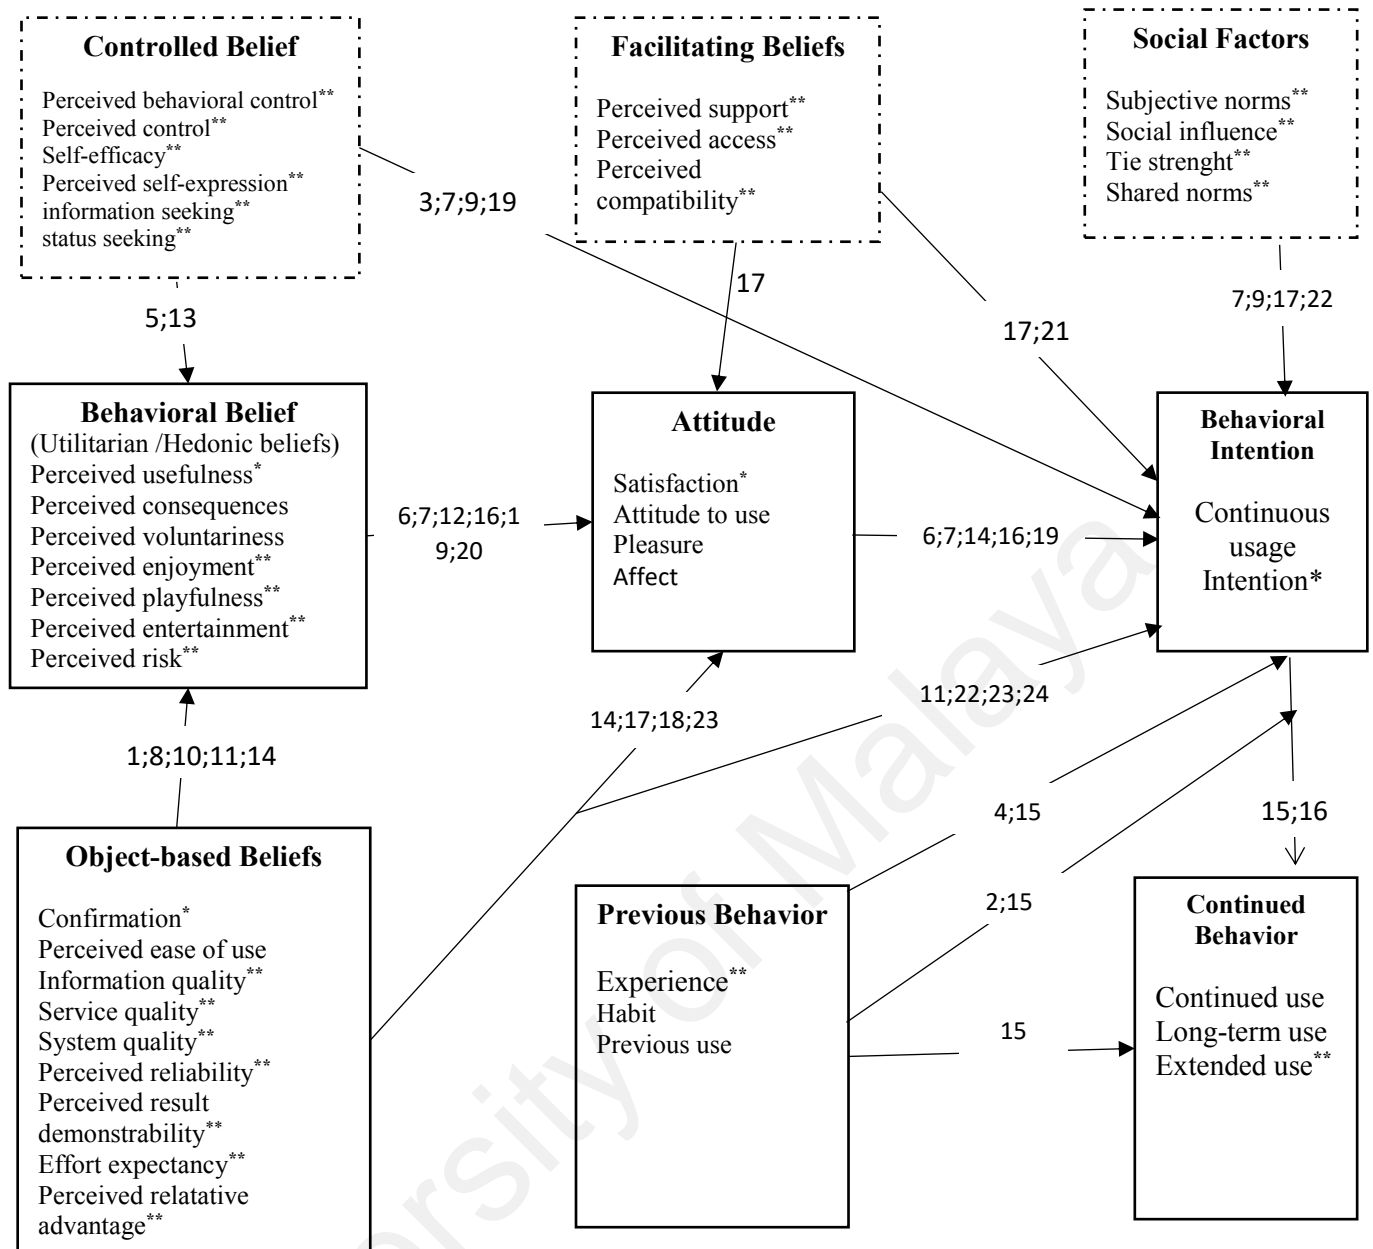 Controlled Belief
Perceived behavioral control**
Perceived control**
Self-efficacy**
Perceived self-expression**
information seeking**
status seeking**
Facilitating Beliefs
Perceived support**
Perceived access**
Perceived
compatibility**
Social Factors
Subjective norms**
Social influence**
Tie strenght**
Shared norms**
3;7;9;19
17
5;13
17;21
7;9;17;22
Behavioral Belief
(Utilitarian /Hedonic beliefs)
Perceived usefulness*
Perceived consequences
Perceived voluntariness
Perceived enjoyment**
Perceived playfulness**
Perceived entertainment**
Perceived risk**
6;7;12;16;1
9;20
Attitude
Satisfaction*
Attitude to use
Pleasure
Affect
6;7;14;16;19
Behavioral
Intention
Continuous
usage
Intention*
1;8;10;11;14
14;17;18;23
11;22;23;24
4;15
15;16
2;15
15
Object-based Beliefs
Confirmation*
Perceived ease of use
Information quality**
Service quality**
System quality**
Perceived reliability**
Perceived result
demonstrability**
Effort expectancy**
Perceived relatative
advantage**
Previous Behavior
Experience**
Habit
Previous use
Continued
Behavior
Continued use
Long-term use
Extended use**
ersity of Malaya